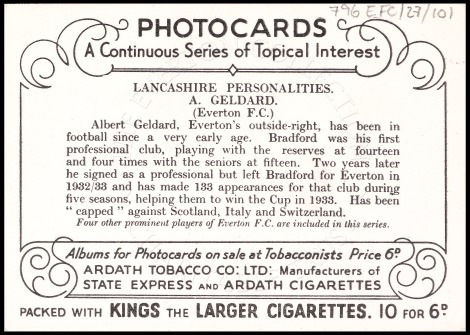 796 EFC/27/101
PHOTOCARDS
A Continuous Series of Topical Interest
LANCASHIRE PERSONALITIES.
A. GELDARD.
(Everton F.C.)
Albert Geldard, Everton's outside-right, has been in
football since a very early age. Bradford was his first
professional club, playing with the reserves at fourteen
and four times with the seniors at fifteen. Two years later
he signed as a professional but left Bradford for Everton in
1932/33 and has made 133 appearances for that club during
five seasons, helping them to win the Cup in 1933. Has been
" capped " against Scotland, Italy and Switzerland.
Four other prominent players of Everton F.C. are included in this series.
Albums for Photocards on sale at Tobacconists Price 6D
ARDATH TOBACCO CO: LTD: Manufacturers of
STATE EXPRESS AND ARDATH CIGARETTES
PACKED WITH KINGS THE LARGER CIGARETTES. 10 FOR 6D.